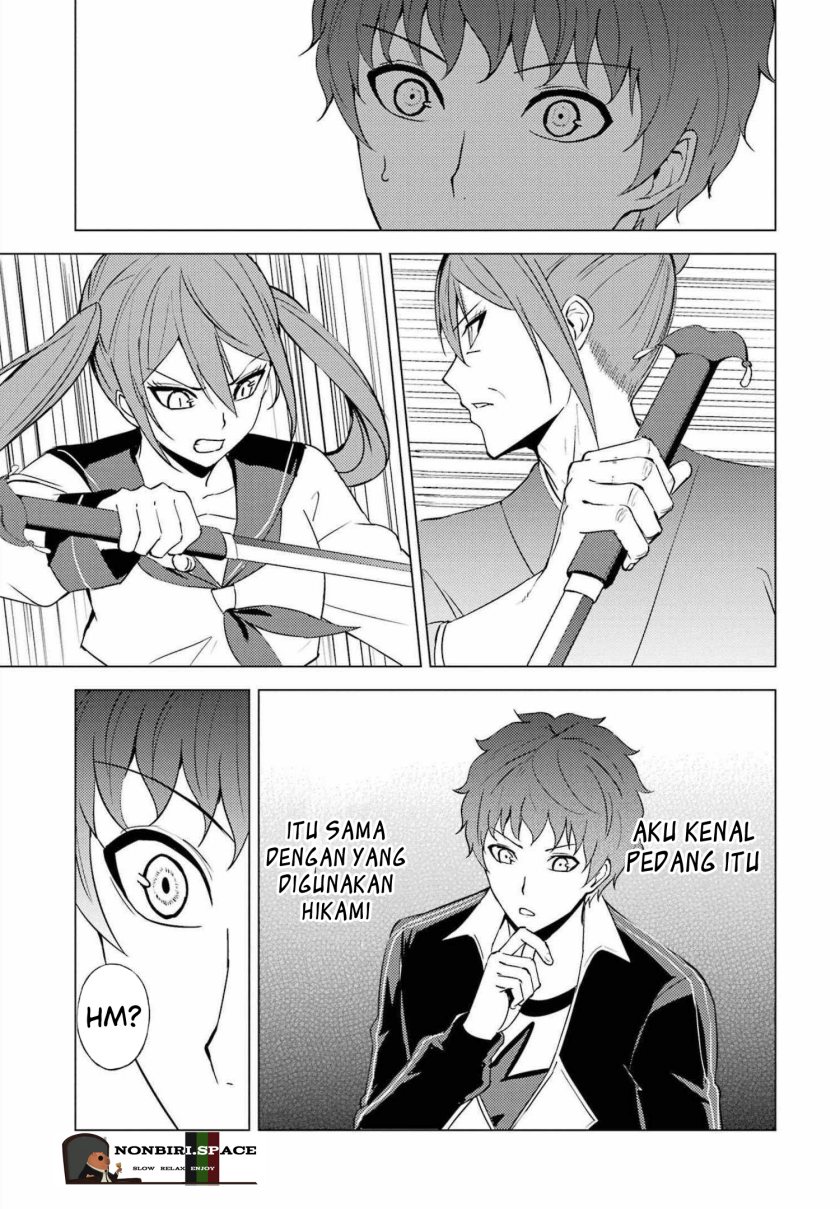 AKU KENAL
PEDANG ITU
ITU SAMA
DENGAN YANG
DIGUNAKAN
HIKAMI
HM?
NONBIRI.SPACE
SLOW RELAX ENJOY